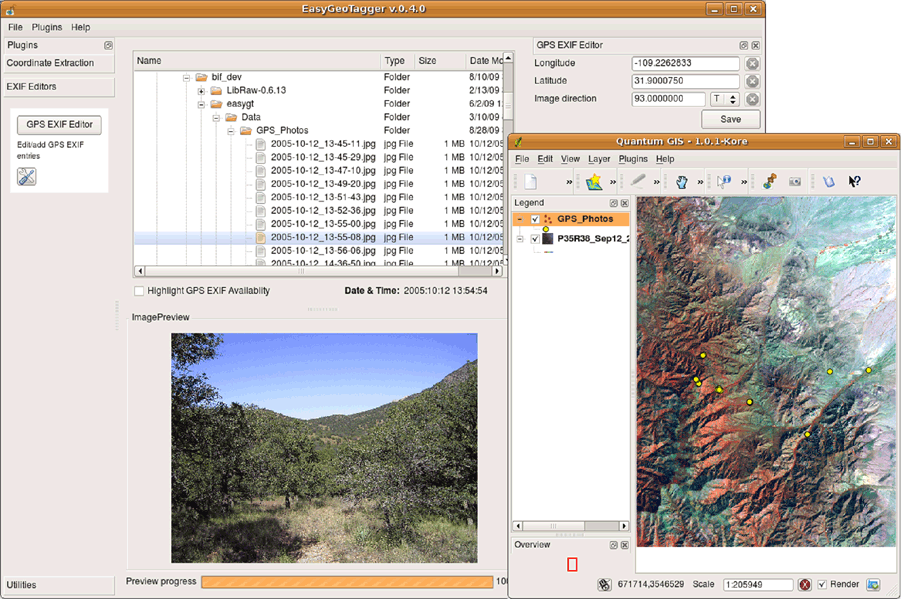 EasyGeoTagger v.0.4.0
File Plugins Help
Plugins
Coordinate Extraction
EXIF Editors
GPS EXIF Editor
Edit/add GPS EXIF
entries
Utilities
Name Type Size Date Mo
bif_dev Folder 8/10/09
LibRaw-0.6.13 Folder 2/13/09
easygt Folder 6/2/09 1
Data Folder 3/10/09
GPS_Photos Folder 8/28/09
2005-10-12_13-45-11.jpg jpg File 1 MB 10/12/05
2005-10-12_13-45-29.jpg jpg File 1 MB 10/12/05
2005-10-12_13-47-10.jpg jpg File 1 MB 10/12/05
2005-10-12_13-49-20.jpg jpg File 1 MB 10/12/05
2005-10-12_13-51-43.jpg jpg File 1 MB 10/12/05
2005-10-12_13-52-36.jpg jpg File 1 MB 10/12/05
2005-10-12_13-55-00.jpg jpg File 1 MB 10/12/05
2005-10-12_13-55-08.jpg jpg File 1 MB 10/12/05
2005-10-12_13-56-06.jpg jpg File 1 MB 10/12/05
2005-10-12_14-36-50.jpg jpg File 1 MB 10/12/05
Highlight GPS EXIF Availability Date & Time: 2005:10:12 13:54:54
ImagePreview
Preview progress 100
GPS EXIF Editor
Longitude -109.2262833
Latitude 31.9000750
Image direction 93.0000000 T
Save
Quantum GIS - 1.0.1-Kore
File Edit View Layer Plugins Help
Legend
GPS_Photos
P35R38_Sep12_2
Overview
671714,3546529 Scale 1:205949 Render